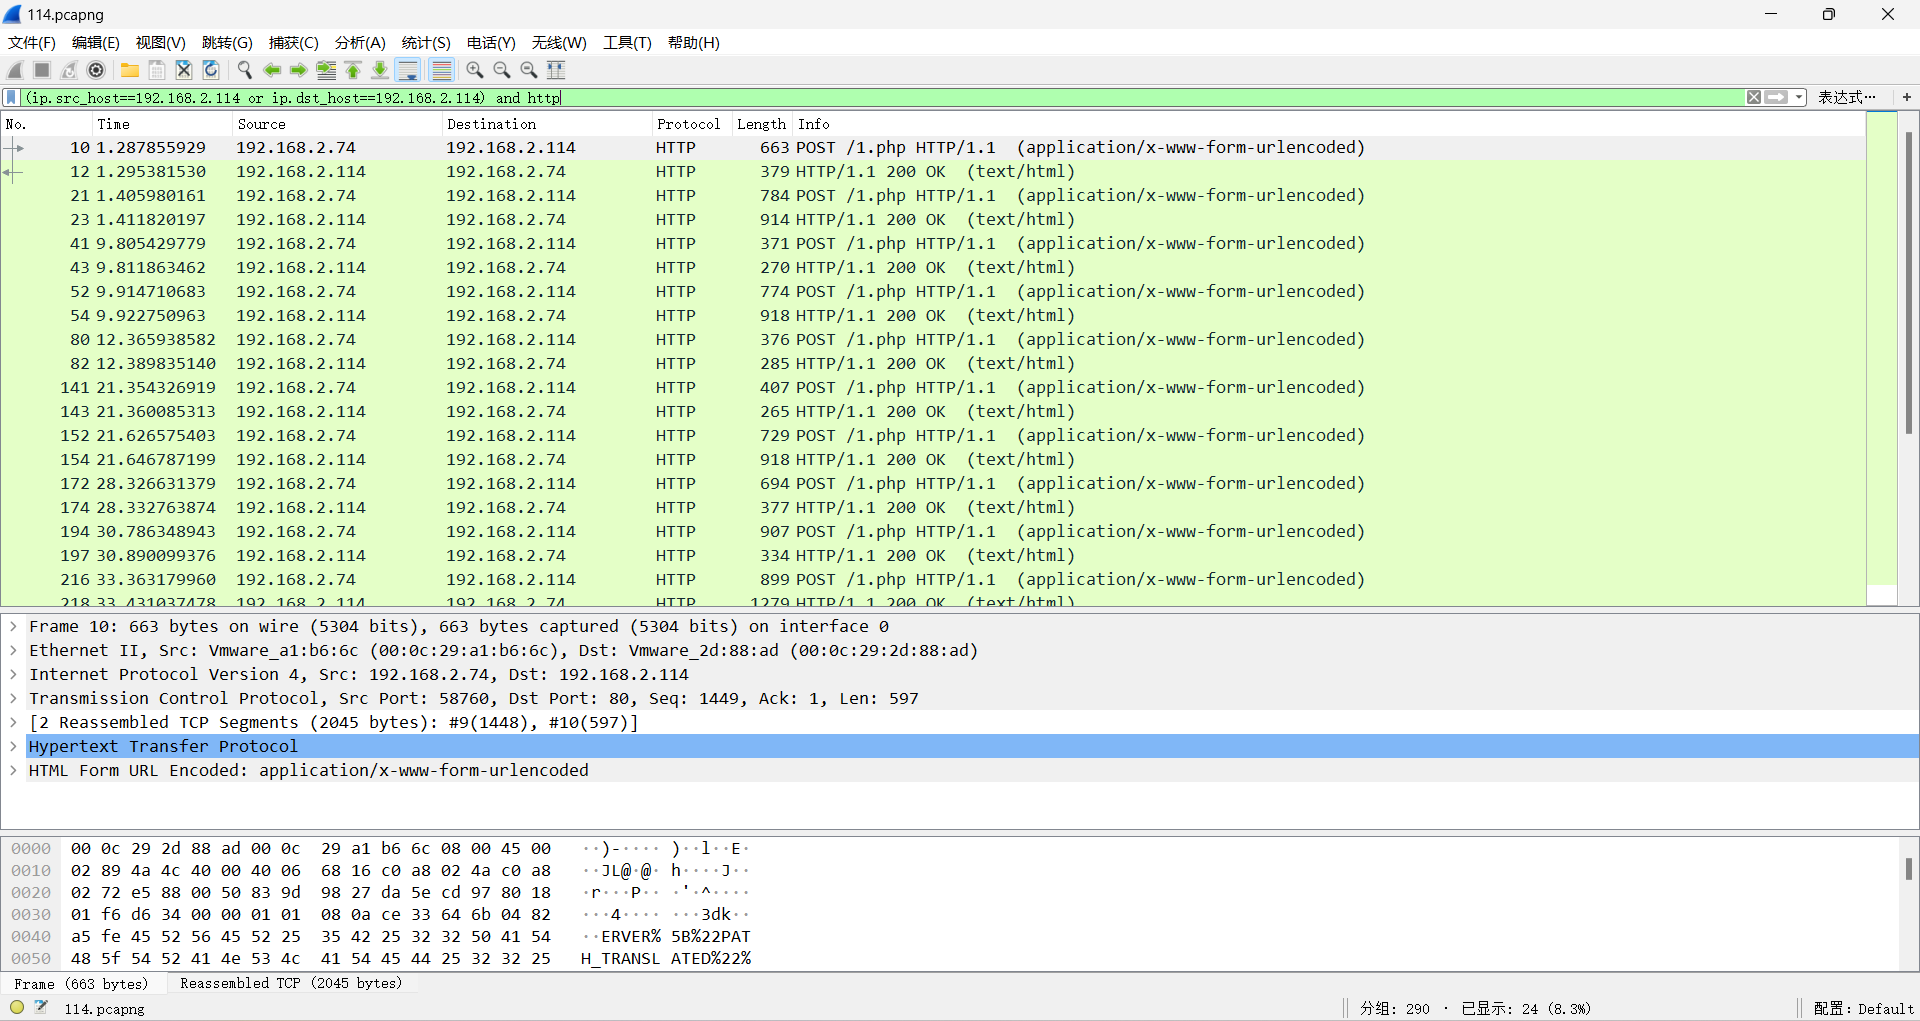 114.pcapng
文件(F) 编辑(E) 视图(V) 跳转(G) 捕获(C) 分析(A) 统计(S) 电话(Y) 无线(W) 工具(T) 帮助(H)
(ip.src_host==192.168.2.114 or ip.dst_host==192.168.2.114) and http 表达式… +
No. Time Source Destination Protocol Length Info
10 1.287855929 192.168.2.74 192.168.2.114 HTTP 663 POST /1.php HTTP/1.1 (application/x-www-form-urlencoded)
12 1.295381530 192.168.2.114 192.168.2.74 HTTP 379 HTTP/1.1 200 OK (text/html)
21 1.405980161 192.168.2.74 192.168.2.114 HTTP 784 POST /1.php HTTP/1.1 (application/x-www-form-urlencoded)
23 1.411820197 192.168.2.114 192.168.2.74 HTTP 914 HTTP/1.1 200 OK (text/html)
41 9.805429779 192.168.2.74 192.168.2.114 HTTP 371 POST /1.php HTTP/1.1 (application/x-www-form-urlencoded)
43 9.811863462 192.168.2.114 192.168.2.74 HTTP 270 HTTP/1.1 200 OK (text/html)
52 9.914710683 192.168.2.74 192.168.2.114 HTTP 774 POST /1.php HTTP/1.1 (application/x-www-form-urlencoded)
54 9.922750963 192.168.2.114 192.168.2.74 HTTP 918 HTTP/1.1 200 OK (text/html)
80 12.365938582 192.168.2.74 192.168.2.114 HTTP 376 POST /1.php HTTP/1.1 (application/x-www-form-urlencoded)
82 12.389835140 192.168.2.114 192.168.2.74 HTTP 285 HTTP/1.1 200 OK (text/html)
141 21.354326919 192.168.2.74 192.168.2.114 HTTP 407 POST /1.php HTTP/1.1 (application/x-www-form-urlencoded)
143 21.360085313 192.168.2.114 192.168.2.74 HTTP 265 HTTP/1.1 200 OK (text/html)
152 21.626575403 192.168.2.74 192.168.2.114 HTTP 729 POST /1.php HTTP/1.1 (application/x-www-form-urlencoded)
154 21.646787199 192.168.2.114 192.168.2.74 HTTP 918 HTTP/1.1 200 OK (text/html)
172 28.326631379 192.168.2.74 192.168.2.114 HTTP 694 POST /1.php HTTP/1.1 (application/x-www-form-urlencoded)
174 28.332763874 192.168.2.114 192.168.2.74 HTTP 377 HTTP/1.1 200 OK (text/html)
194 30.786348943 192.168.2.74 192.168.2.114 HTTP 907 POST /1.php HTTP/1.1 (application/x-www-form-urlencoded)
197 30.890099376 192.168.2.114 192.168.2.74 HTTP 334 HTTP/1.1 200 OK (text/html)
216 33.363179960 192.168.2.74 192.168.2.114 HTTP 899 POST /1.php HTTP/1.1 (application/x-www-form-urlencoded)
218 33.431037478 192.168.2.114 192.168.2.74 HTTP 1279 HTTP/1.1 200 OK (text/html)
Frame 10: 663 bytes on wire (5304 bits), 663 bytes captured (5304 bits) on interface 0
Ethernet II, Src: Vmware_a1:b6:6c (00:0c:29:a1:b6:6c), Dst: Vmware_2d:88:ad (00:0c:29:2d:88:ad)
Internet Protocol Version 4, Src: 192.168.2.74, Dst: 192.168.2.114
Transmission Control Protocol, Src Port: 58760, Dst Port: 80, Seq: 1449, Ack: 1, Len: 597
[2 Reassembled TCP Segments (2045 bytes): #9(1448), #10(597)]
Hypertext Transfer Protocol
HTML Form URL Encoded: application/x-www-form-urlencoded
0000 00 0c 29 2d 88 ad 00 0c 29 a1 b6 6c 08 00 45 00 ··)-···· )··l··E·
0010 02 89 4a 4c 40 00 40 06 68 16 c0 a8 02 4a c0 a8 ··JL@·@· h····J··
0020 02 72 e5 88 00 50 83 9d 98 27 da 5e cd 97 80 18 ·r···P·· ·'·^····
0030 01 f6 d6 34 00 00 01 01 08 0a ce 33 64 6b 04 82 ···4···· ···3dk··
0040 a5 fe 45 52 56 45 52 25 35 42 25 32 32 50 41 54 ··ERVER% 5B%22PAT
0050 48 5f 54 52 41 4e 53 4c 41 54 45 44 25 32 32 25 H_TRANSL ATED%22%
Frame (663 bytes) Reassembled TCP (2045 bytes)
114.pcapng 分组: 290 · 已显示: 24 (8.3%) 配置: Default